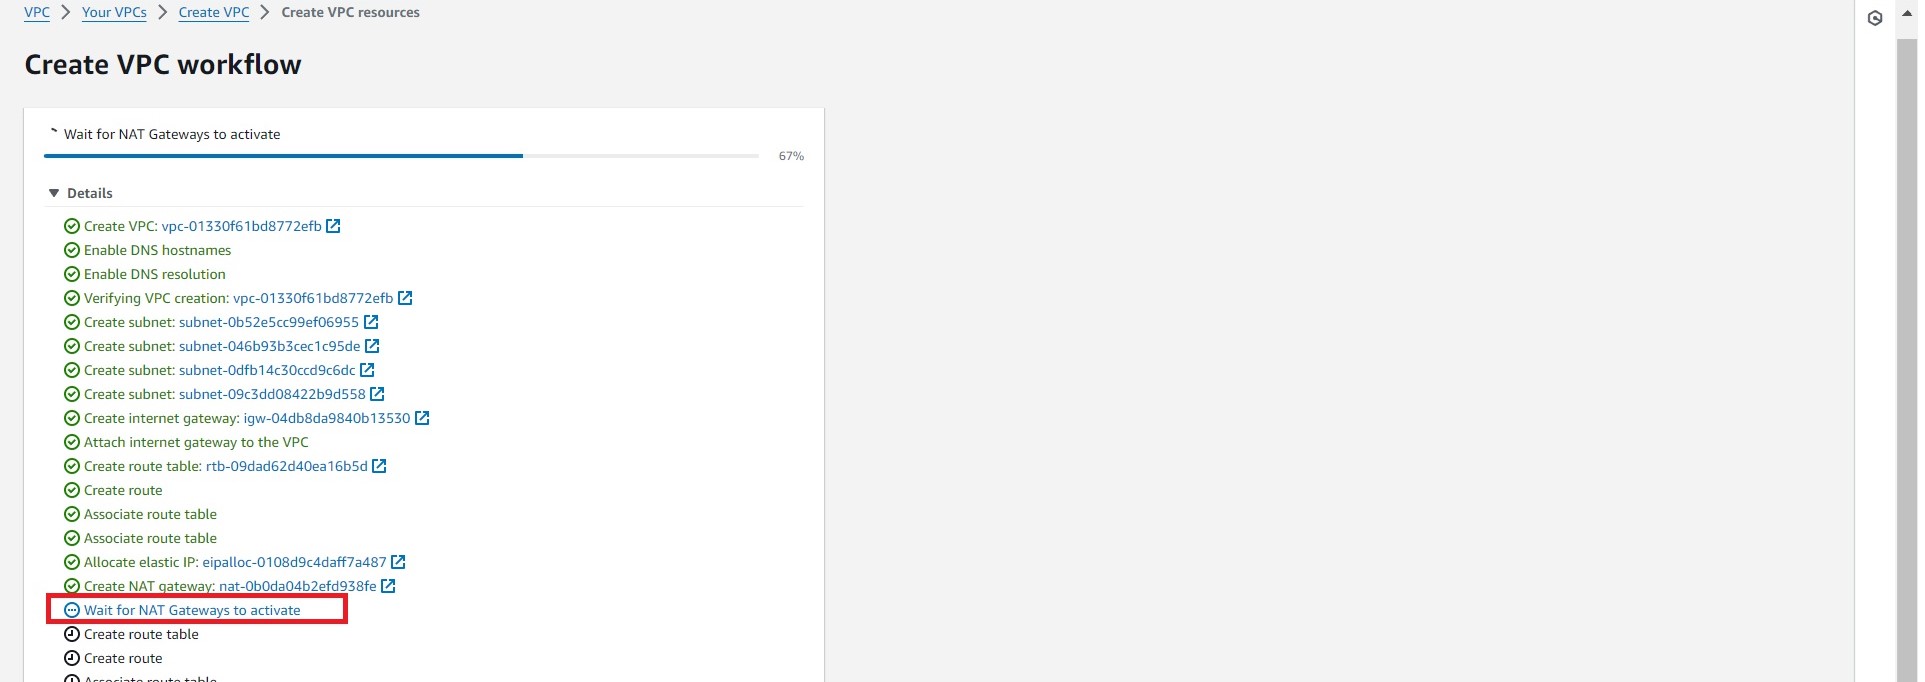 VPC > Your VPCs > Create VPC > Create VPC resources
Create VPC workflow
Wait for NAT Gateways to activate
67%
Details
Create VPC: vpc-01330f61bd8772efb
Enable DNS hostnames
Enable DNS resolution
Verifying VPC creation: vpc-01330f61bd8772efb
Create subnet: subnet-0b52e5cc99ef06955
Create subnet: subnet-046b93b3cec1c95de
Create subnet: subnet-0dfb14c30ccd9c6dc
Create subnet: subnet-09c3dd08422b9d558
Create internet gateway: igw-04db8da9840b13530
Attach internet gateway to the VPC
Create route table: rtb-09dad62d40ea16b5d
Create route
Associate route table
Associate route table
Allocate elastic IP: eipalloc-0108d9c4daff7a487
Create NAT gateway: nat-0b0da04b2efd938fe
Wait for NAT Gateways to activate
Create route table
Create route
Associate route table